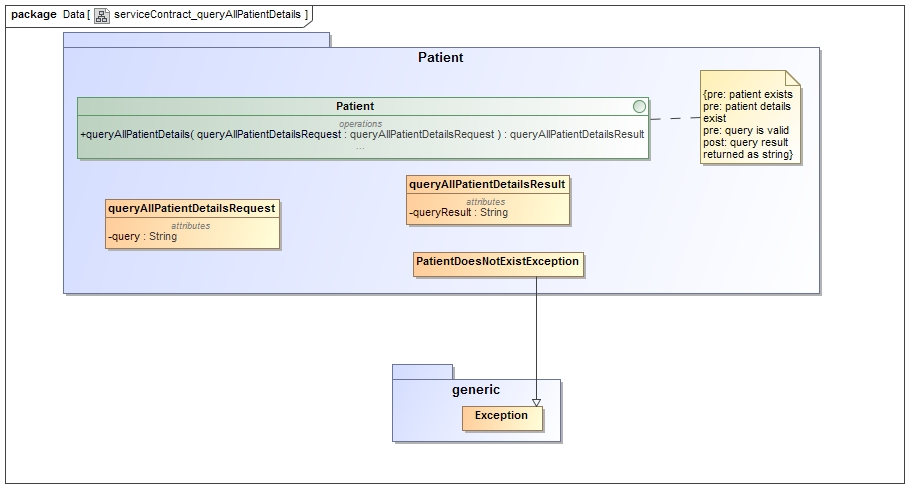 package Data [ serviceContract_queryAllPatientDetails ]
Patient
Patient
operations
+queryAllPatientDetails( queryAllPatientDetailsRequest : queryAllPatientDetailsRequest ) : queryAllPatientDetailsResult
...
{pre: patient exists
pre: patient details
exist
pre: query is valid
post: query result
returned as string}
queryAllPatientDetailsResult
attributes
-queryResult : String
queryAllPatientDetailsRequest
attributes
-query : String
PatientDoesNotExistException
generic
Exception